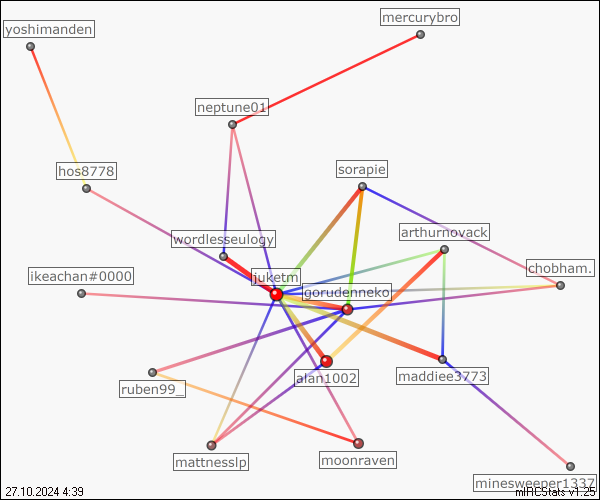 mercurybro
yoshimanden
neptune01
sorapie
hos8778
arthurnovack
wordlesseulogy
chobham.
ikeachan#0000
juketm
gordenneko
alan1002
maddiee3773
ruben99_
mattnesslp
moonraven
minesweeper1337
27.10.2024 4:39
mIRCStats v1.25